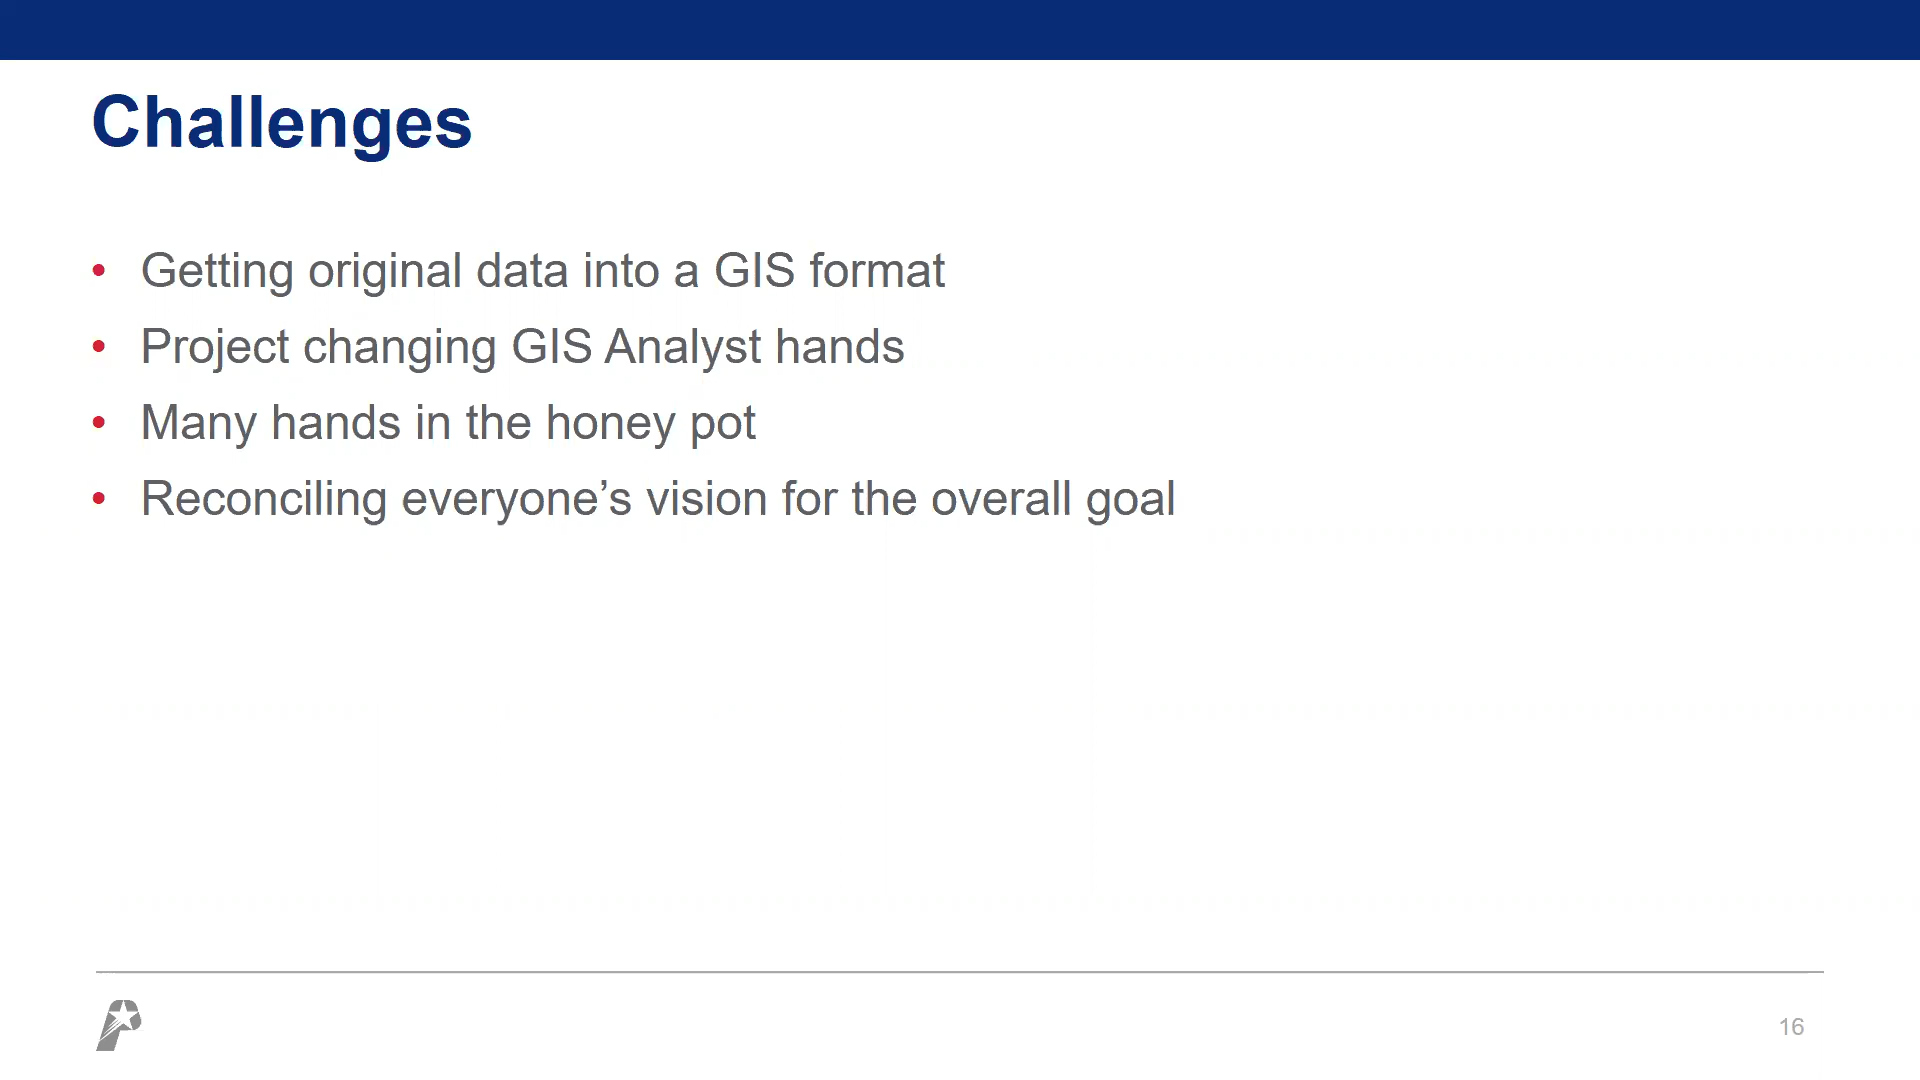 Challenges
• Getting original data into a GIS format
• Project changing GIS Analyst hands
• Many hands in the honey pot
• Reconciling everyone’s vision for the overall goal
16